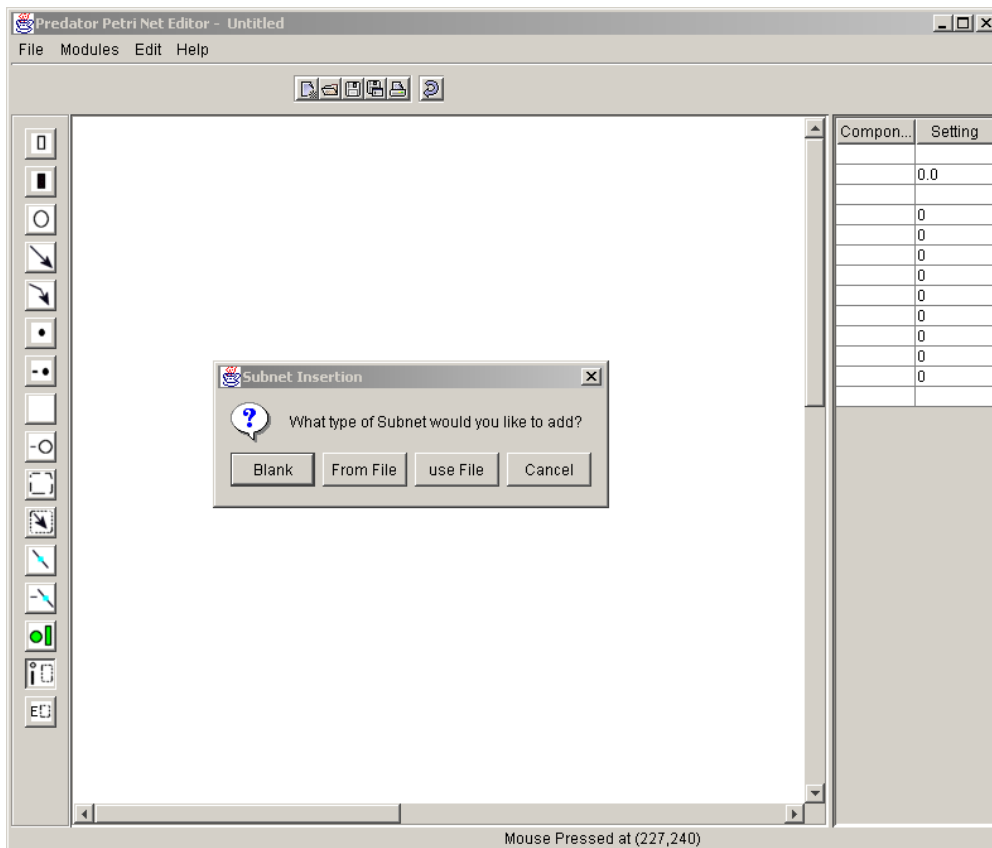 Predator Petri Net Editor - Untitled
File Modules Edit Help
Compon... Setting
0.0
0
0
0
0
0
0
0
0
0
Subnet Insertion
? What type of Subnet would you like to add?
Blank From File use File Cancel
E
Mouse Pressed at (227,240)